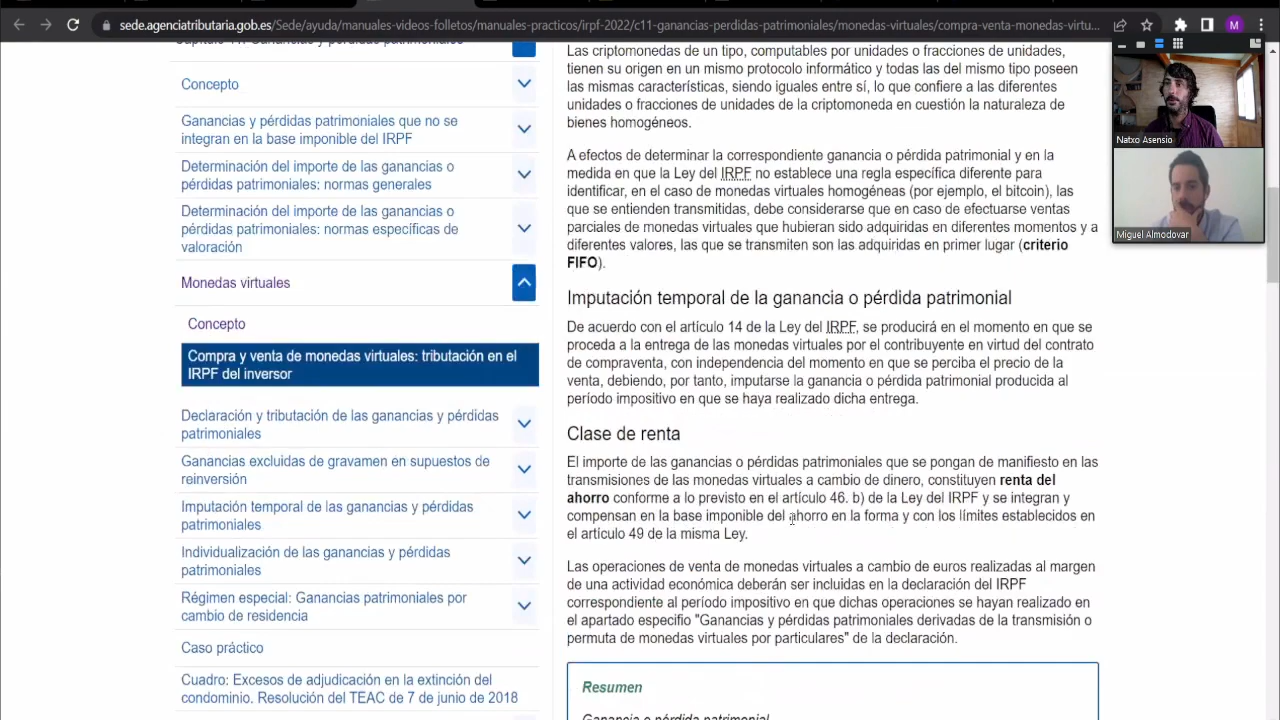 sede.agenciatributaria.gob.es/Sede/ayuda/manuales-videos-folletos/manuales-practicos/irpf-2022/c11-ganancias-perdidas-patrimoniales/monedas-virtuales/compra-venta-monedas-virtu...
M
Concepto
Ganancias y pérdidas patrimoniales que no se
integran en la base imponible del IRPF
Determinación del importe de las ganancias o
pérdidas patrimoniales: normas generales
Determinación del importe de las ganancias o
pérdidas patrimoniales: normas específicas de
valoración
Monedas virtuales
Concepto
Compra y venta de monedas virtuales: tributación en el
IRPF del inversor
Declaración y tributación de las ganancias y pérdidas
patrimoniales
Ganancias excluidas de gravamen en supuestos de
reinversión
Imputación temporal de las ganancias y pérdidas
patrimoniales
Individualización de las ganancias y pérdidas
patrimoniales
Régimen especial: Ganancias patrimoniales por
cambio de residencia
Caso práctico
Cuadro: Excesos de adjudicación en la extinción del
condominio. Resolución del TEAC de 7 de junio de 2018
Las criptomonedas de un tipo, computables por unidades o fracciones de unidades,
tienen su origen en un mismo protocolo informático y todas las del mismo tipo poseen
las mismas características, siendo iguales entre sí, lo que confiere a las diferentes
unidades o fracciones de unidades de la criptomoneda en cuestión la naturaleza de
bienes homogéneos.
A efectos de determinar la correspondiente ganancia o pérdida patrimonial y en la
medida en que la Ley del IRPF no establece una regla específica diferente para
identificar, en el caso de monedas virtuales homogéneas (por ejemplo, el bitcoin), las
que se entienden transmitidas, debe considerarse que en caso de efectuarse ventas
parciales de monedas virtuales que hubieran sido adquiridas en diferentes momentos y a
diferentes valores, las que se transmiten son las adquiridas en primer lugar (criterio
FIFO).
Imputación temporal de la ganancia o pérdida patrimonial
De acuerdo con el artículo 14 de la Ley del IRPF, se producirá en el momento en que se
proceda a la entrega de las monedas virtuales por el contribuyente en virtud del contrato
de compraventa, con independencia del momento en que se perciba el precio de la
venta, debiendo, por tanto, imputarse la ganancia o pérdida patrimonial producida al
período impositivo en que se haya realizado dicha entrega.
Clase de renta
El importe de las ganancias o pérdidas patrimoniales que se pongan de manifiesto en las
transmisiones de las monedas virtuales a cambio de dinero, constituyen renta del
ahorro conforme a lo previsto en el artículo 46. b) de la Ley del IRPF y se integran y
compensan en la base imponible del ahorro en la forma y con los límites establecidos en
el artículo 49 de la misma Ley.
Las operaciones de venta de monedas virtuales a cambio de euros realizadas al margen
de una actividad económica deberán ser incluidas en la declaración del IRPF
correspondiente al período impositivo en que dichas operaciones se hayan realizado en
el apartado especifio "Ganancias y pérdidas patrimoniales derivadas de la transmisión o
permuta de monedas virtuales por particulares" de la declaración.
Resumen
Ganancia o pérdida patrimonial
Natxo Asensio
Miguel Almodovar